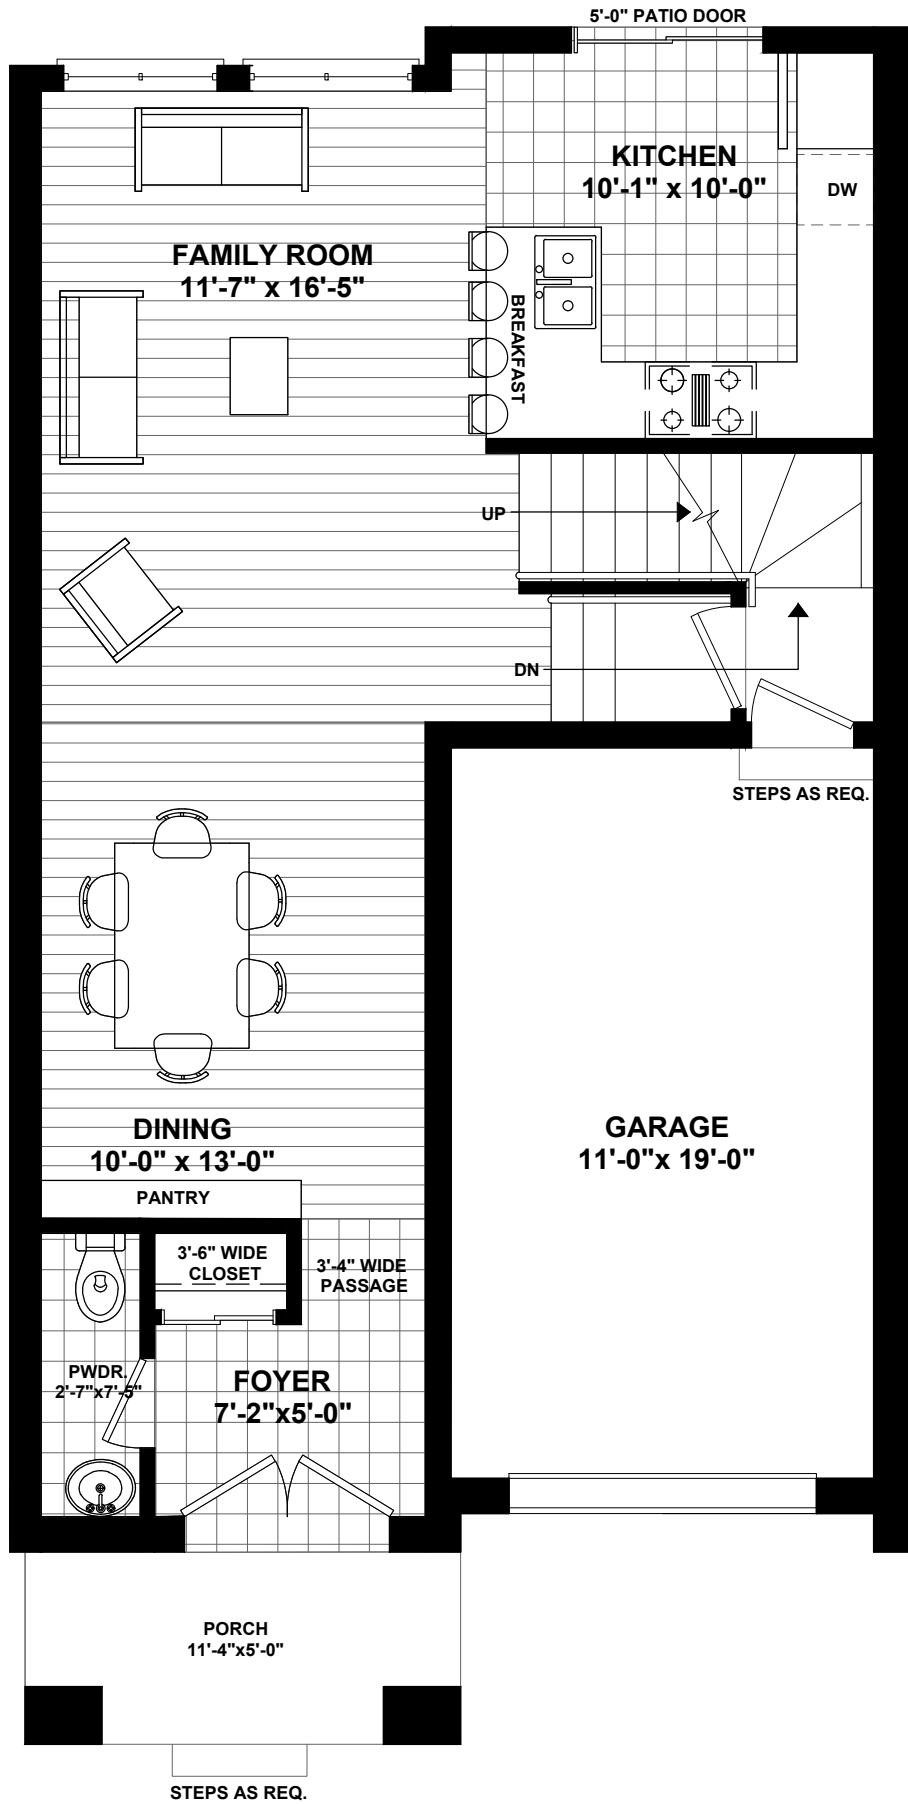 5'-0" PATIO DOOR
KITCHEN
10'-1" x 10'-0"
DW
FAMILY ROOM
11'-7" x 16'-5"
BREAKFAST
UP
DN
STEPS AS REQ.
DINING
10'-0" x 13'-0"
GARAGE
11'-0"x 19'-0"
PANTRY
3'-6" WIDE
CLOSET
3'-4" WIDE
PASSAGE
PWDR.
2'-7"x7'-5"
FOYER
7'-2"x5'-0"
PORCH
11'-4"x5'-0"
STEPS AS REQ.